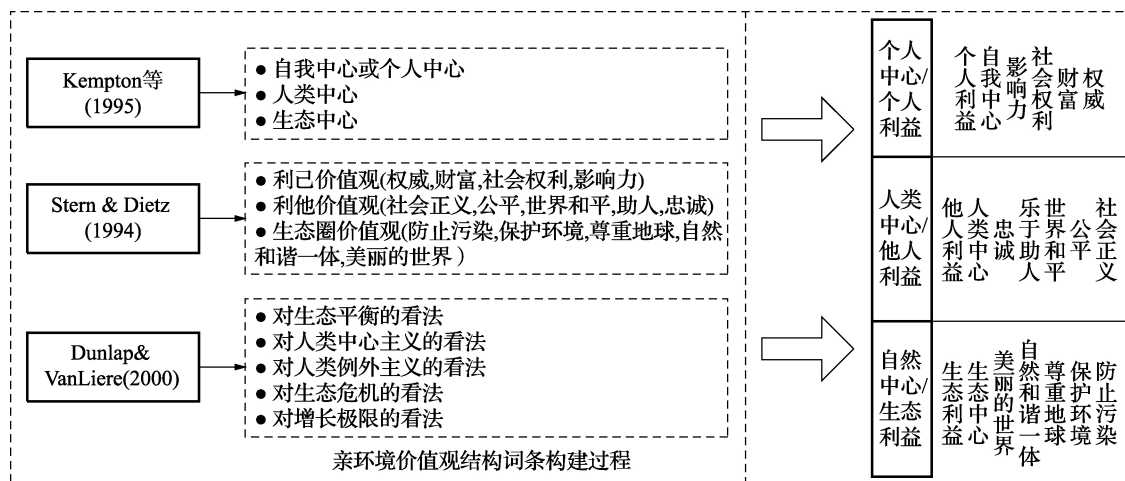 Kempton等
(1995)
● 自我中心或个人中心
● 人类中心
● 生态中心
Stern & Dietz
(1994)
● 利己价值观(权威,财富,社会权利,影响力)
● 利他价值观(社会正义,公平,世界和平,助人,忠诚)
● 生态圈价值观(防止污染,保护环境,尊重地球,自然
和谐一体,美丽的世界）
Dunlap&
VanLiere(2000)
● 对生态平衡的看法
● 对人类中心主义的看法
● 对人类例外主义的看法
● 对生态危机的看法
● 对增长极限的看法
亲环境价值观结构词条构建过程
个人
中心/
个人
利益
个人利益
自我中心
影响力
社会权利
财富
权威
人类
中心/
他人
利益
他人利益
人类中心
忠诚
乐于助人
世界和平
公平
社会正义
自然
中心/
生态
利益
生态利益
生态中心
美丽的世界
自然和谐一体
尊重地球
保护环境
防止污染